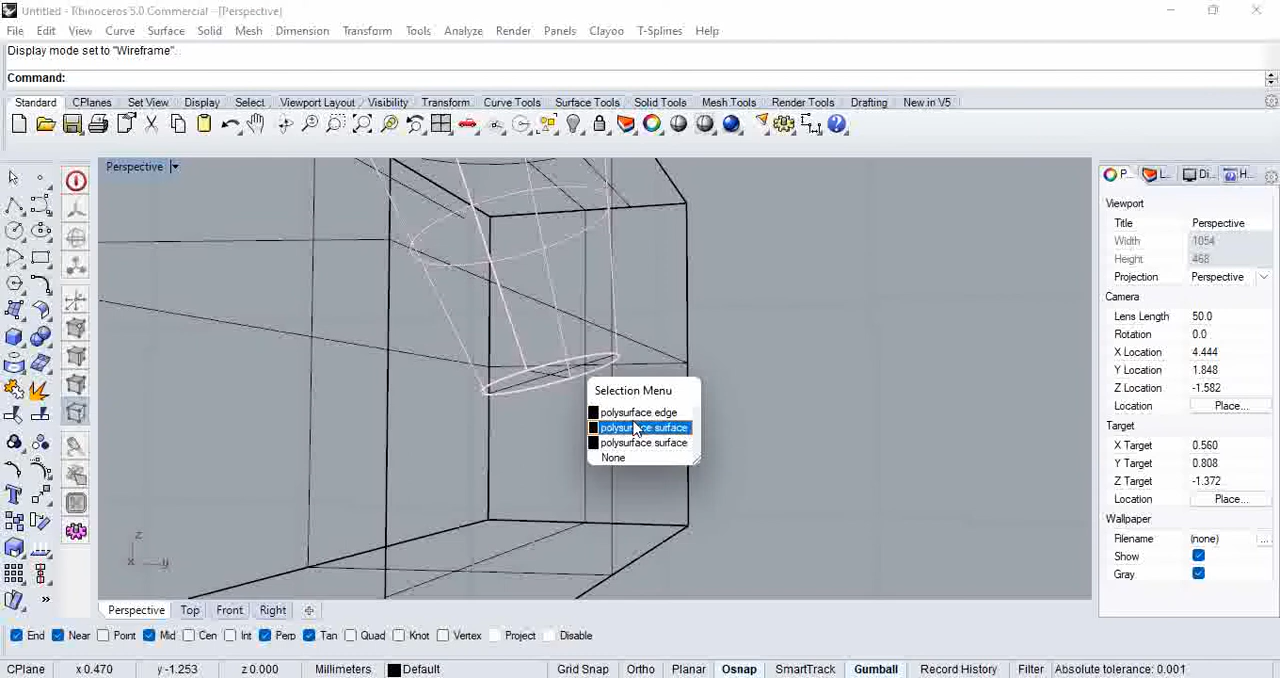 Untitled - Rhinoceros 5.0 Commercial - [Perspective]
File Edit View Curve Surface Solid Mesh Dimension Transform Tools Analyze Render Panels Clayoo T-Splines Help
Display mode set to "Wireframe".
Command:
Standard CPlanes Set View Display Select Viewport Layout Visibility Transform Curve Tools Surface Tools Solid Tools Mesh Tools Render Tools Drafting New in V5
Perspective
P... L... Di... H...
Viewport
Title Perspective
Width 1054
Height 468
Projection Perspective
Camera
Lens Length 50.0
Rotation 0.0
X Location 4.444
Y Location 1.848
Z Location -1.582
Location Place...
Target
X Target 0.560
Y Target 0.808
Z Target -1.372
Location Place...
Wallpaper
Filename (none) ...
Show
Gray
Selection Menu
polysurface edge
polysurface surface
polysurface surface
None
z
x y
Perspective Top Front Right
End Near Point Mid Cen Int Perp Tan Quad Knot Vertex Project Disable
CPlane x 0.470 y -1.253 z 0.000 Millimeters Default Grid Snap Ortho Planar Osnap SmartTrack Gumball Record History Filter Absolute tolerance: 0.001